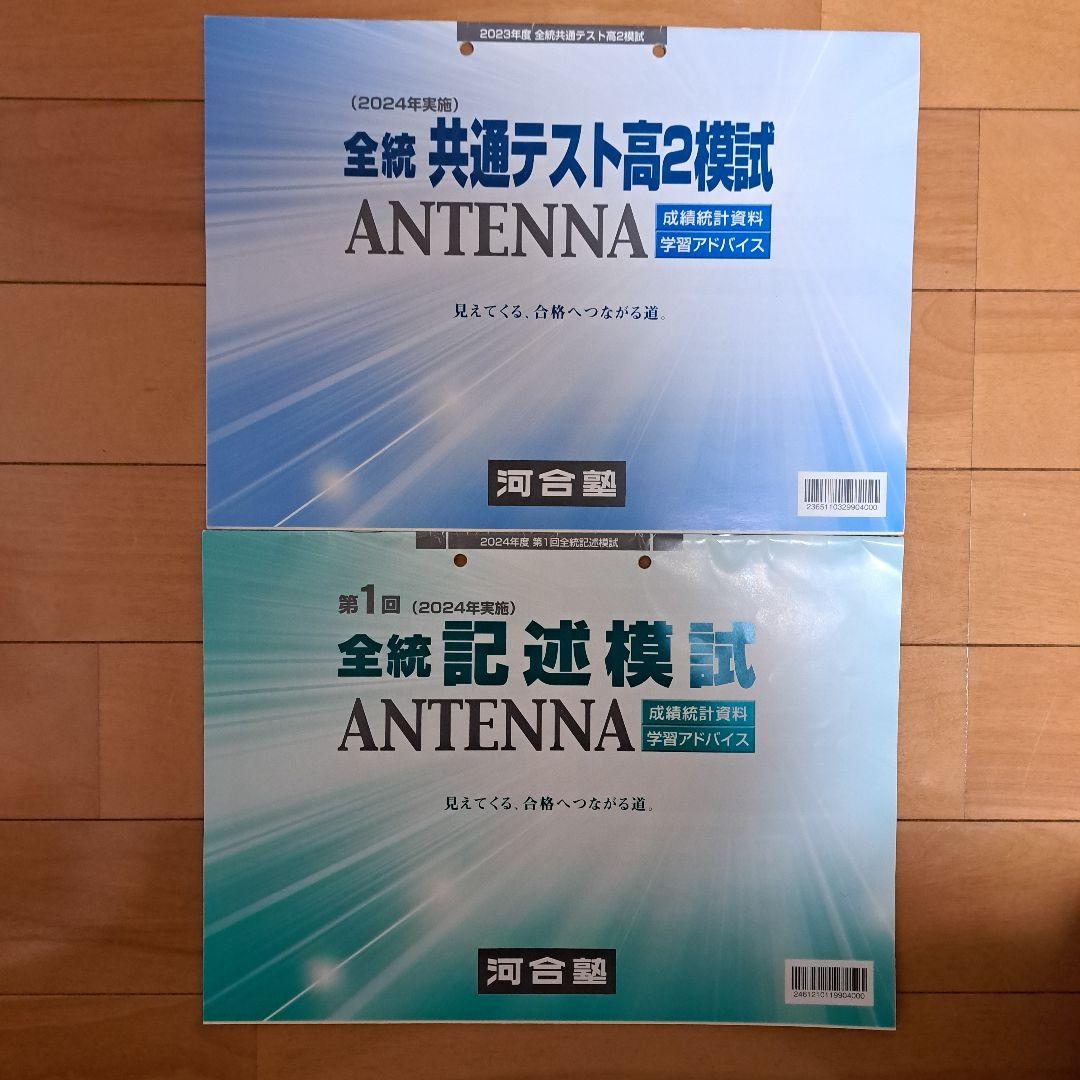 2023年度 全統共通テスト高2模試
（2024年実施）
全統 共通テスト高2模試
ANTENNA
成績統計資料
学習アドバイス
見えてくる、合格へつながる道。
河合塾
2365110329904000
2024年度 第1回全統記述模試
第1回（2024年実施）
全統 記述模試
ANTENNA
成績統計資料
学習アドバイス
見えてくる、合格へつながる道。
河合塾
2461210119904000